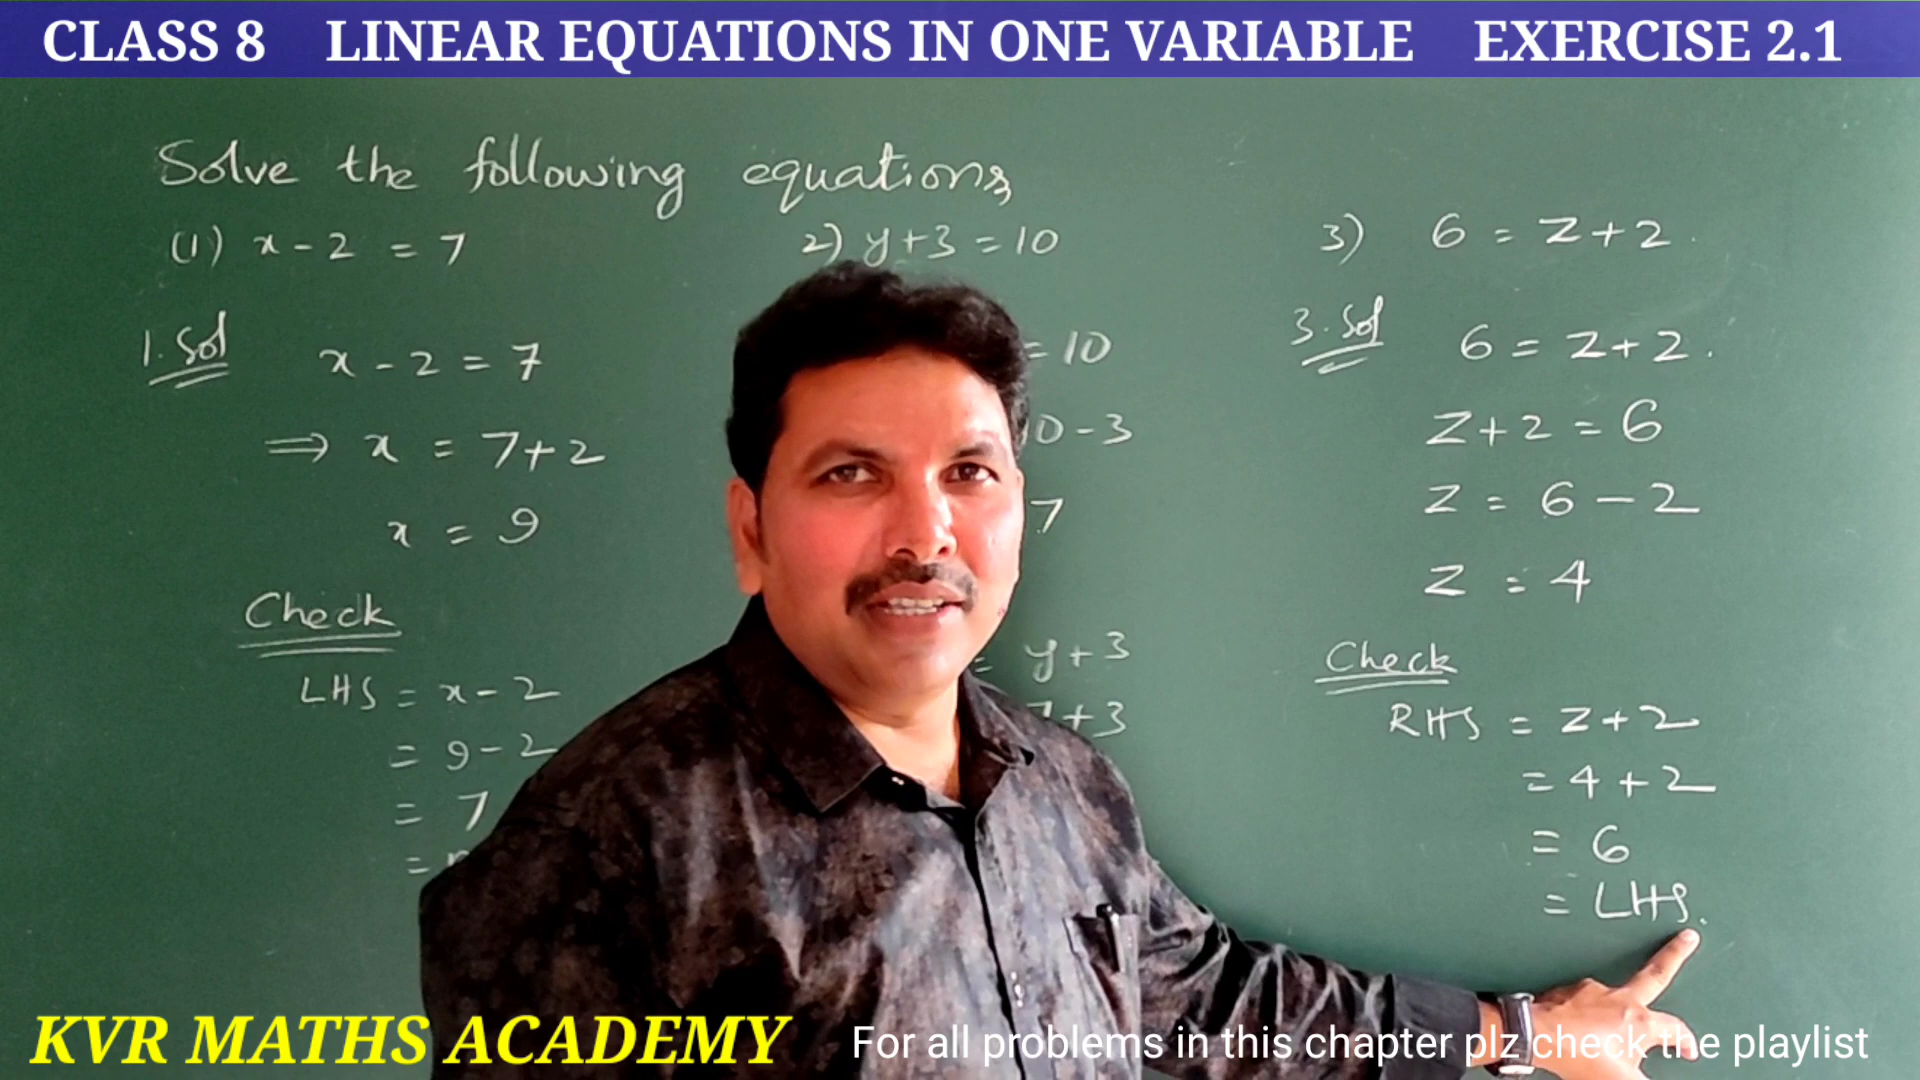 CLASS 8 LINEAR EQUATIONS IN ONE VARIABLE EXERCISE 2.1
Solve the following equations
(1) x - 2 = 7
1. Sol x - 2 = 7
⇒ x = 7+2
x = 9
Check
LHS = x - 2
= 9 - 2
= 7
=
2) y + 3 = 10
= 10
0 - 3
7
= y + 3
7 + 3
3) 6 = z + 2
3. Sol 6 = z + 2.
z + 2 = 6
z = 6 - 2
z = 4
Check
RHS = z + 2
= 4 + 2
= 6
= LHS.
KVR MATHS ACADEMY
For all problems in this chapter plz check the playlist